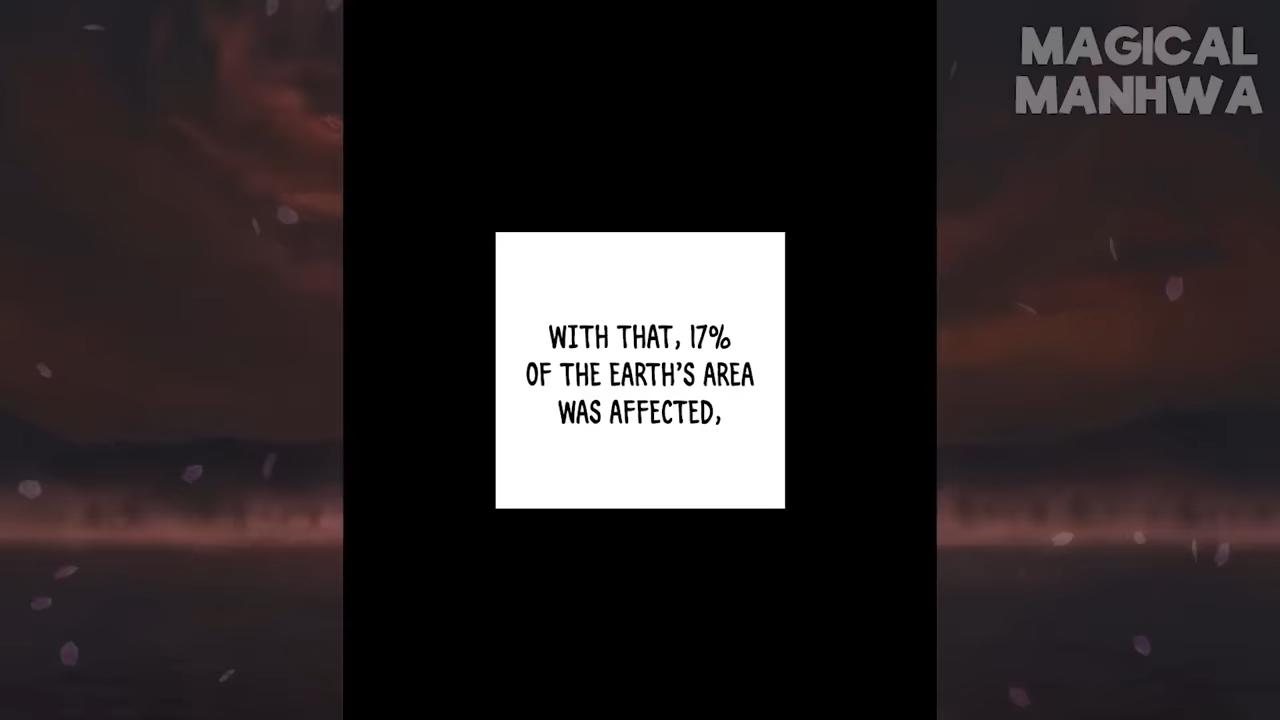 MAGICAL
MANHWA
WITH THAT, 17%
OF THE EARTH'S AREA
WAS AFFECTED,